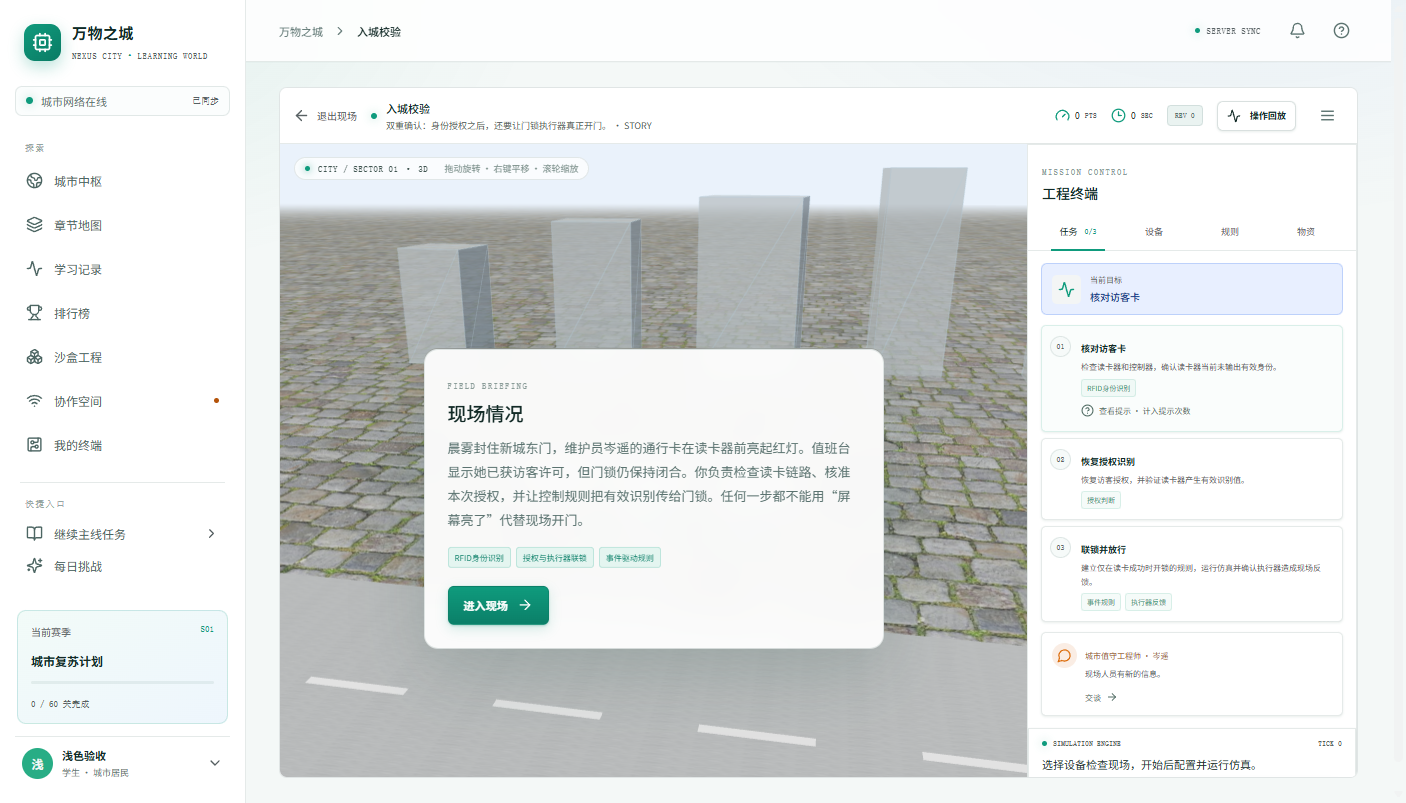 万物之城
NEXUS CITY • LEARNING WORLD
城市网络在线
已同步
探索
城市中枢
章节地图
学习记录
排行榜
沙盒工程
协作空间
我的终端
快捷入口
继续主线任务
每日挑战
当前赛季
S01
城市复苏计划
0 / 60 关完成
浅
浅色验收
学生 · 城市居民
万物之城
入城校验
SERVER SYNC
退出现场
入城校验
双重确认：身份授权之后，还要让门锁执行器真正开门。 · STORY
0 PTS
0 SEC
REV 0
操作回放
CITY / SECTOR 01 • 3D
拖动旋转 · 右键平移 · 滚轮缩放
FIELD BRIEFING
现场情况
晨雾封住新城东门，维护员岑遥的通行卡在读卡器前亮起红灯。值班台
显示她已获访客许可，但门锁仍保持闭合。你负责检查读卡链路、核准
本次授权，并让控制规则把有效识别传给门锁。任何一步都不能用“屏
幕亮了”代替现场开门。
RFID身份识别
授权与执行器联锁
事件驱动规则
进入现场
MISSION CONTROL
工程终端
任务 0/3
设备
规则
物资
当前目标
核对访客卡
01
核对访客卡
检查读卡器和控制器，确认读卡器当前未输出有效身份。
RFID身份识别
查看提示 · 计入提示次数
02
恢复授权识别
恢复访客授权，并验证读卡器产生有效识别值。
授权判断
03
联锁并放行
建立仅在读卡成功时开锁的规则，运行仿真并确认执行器造成现场反
馈。
事件规则
执行器反馈
城市值守工程师 · 岑遥
现场人员有新的信息。
交谈
SIMULATION ENGINE
TICK 0
选择设备检查现场，开始后配置并运行仿真。